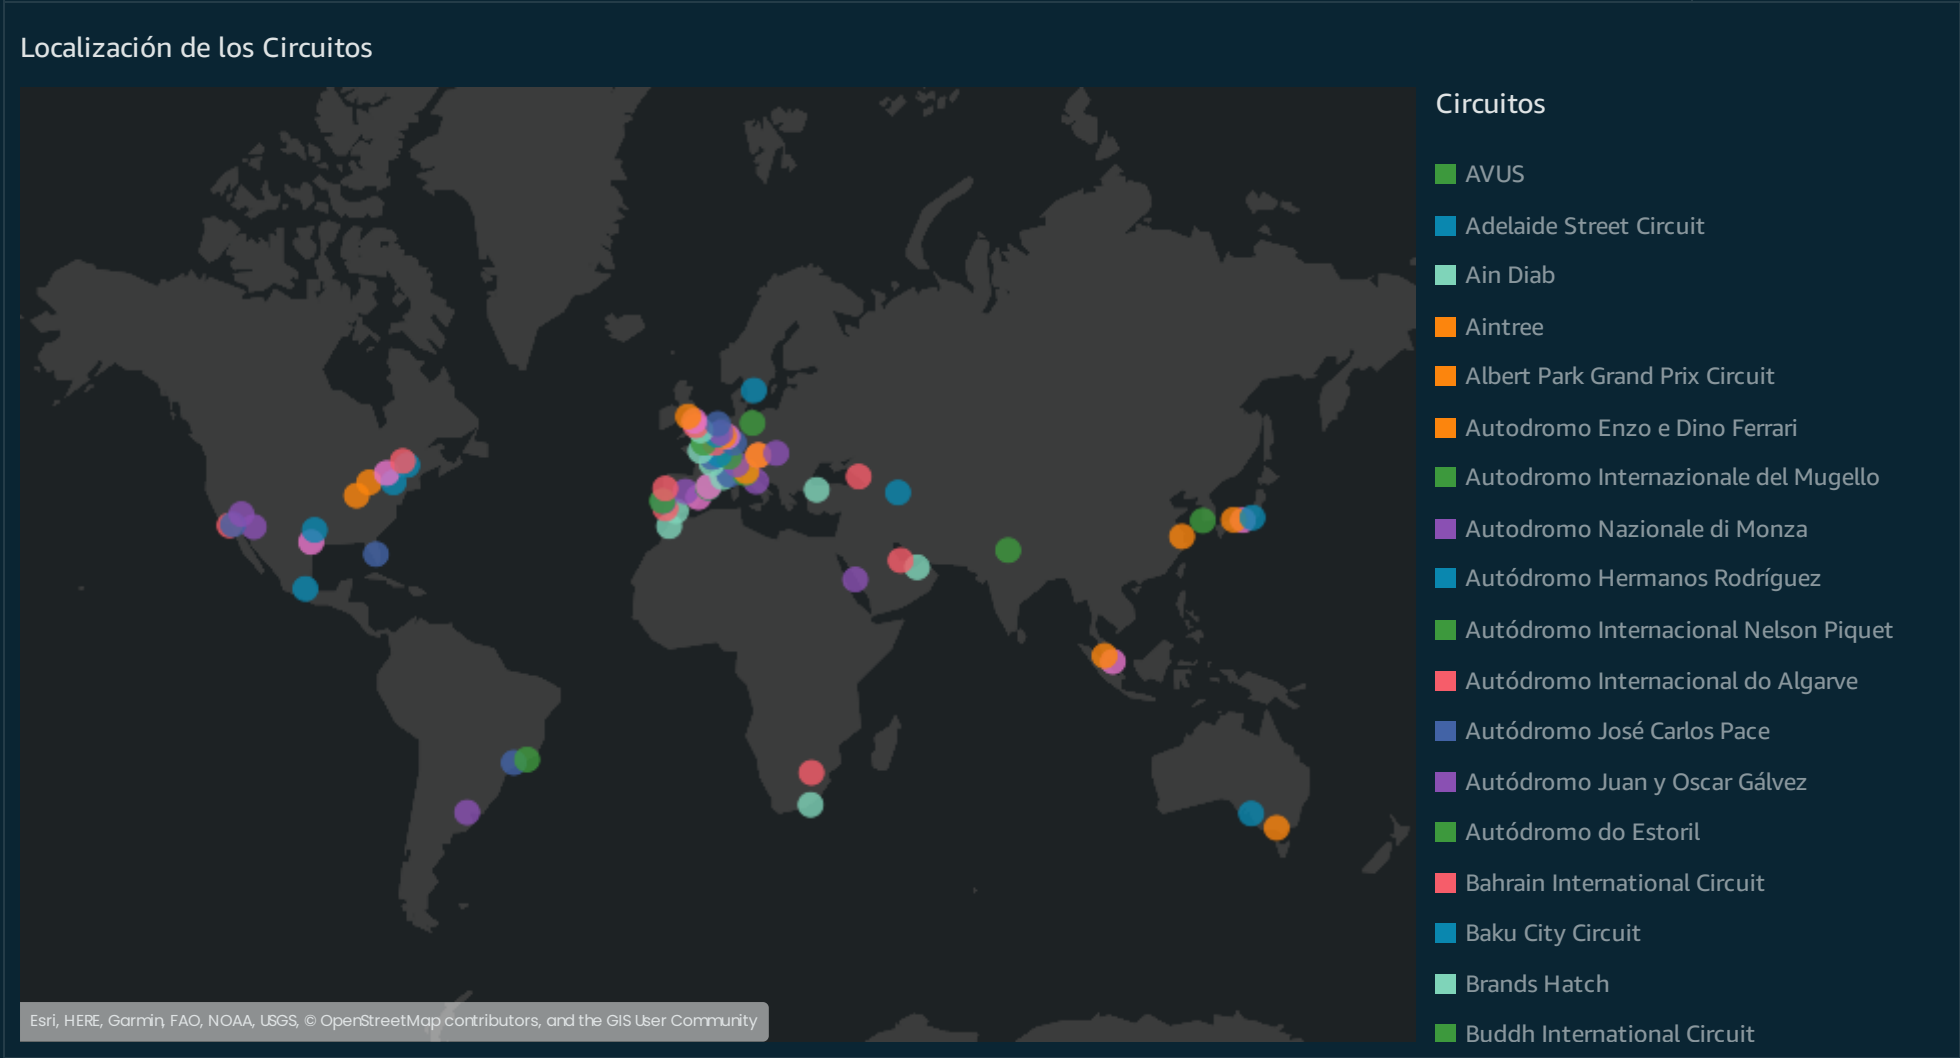 Localización de los Circuitos
Circuitos
AVUS
Adelaide Street Circuit
Ain Diab
Aintree
Albert Park Grand Prix Circuit
Autodromo Enzo e Dino Ferrari
Autodromo Internazionale del Mugello
Autodromo Nazionale di Monza
Autódromo Hermanos Rodríguez
Autódromo Internacional Nelson Piquet
Autódromo Internacional do Algarve
Autódromo José Carlos Pace
Autódromo Juan y Oscar Gálvez
Autódromo do Estoril
Bahrain International Circuit
Baku City Circuit
Brands Hatch
Buddh International Circuit
Esri, HERE, Garmin, FAO, NOAA, USGS, © OpenStreetMap contributors, and the GIS User Community